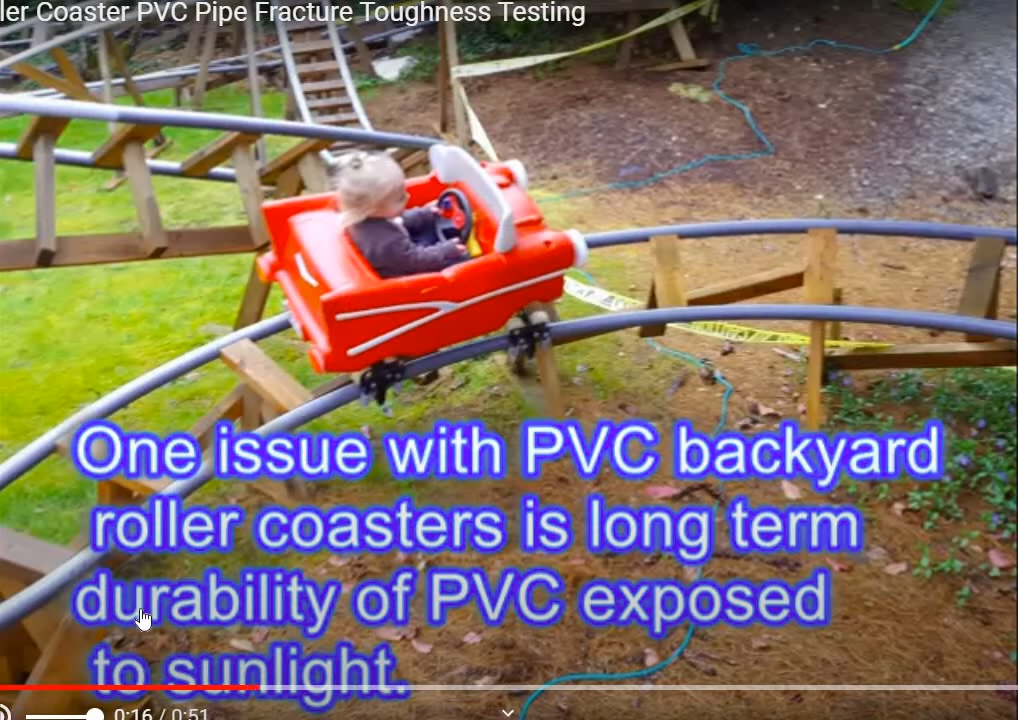 ler Coaster PVC Pipe Fracture Toughness Testing
One issue with PVC backyard
roller coasters is long term
durability of PVC exposed
to sunlight.
0:16 / 0:51